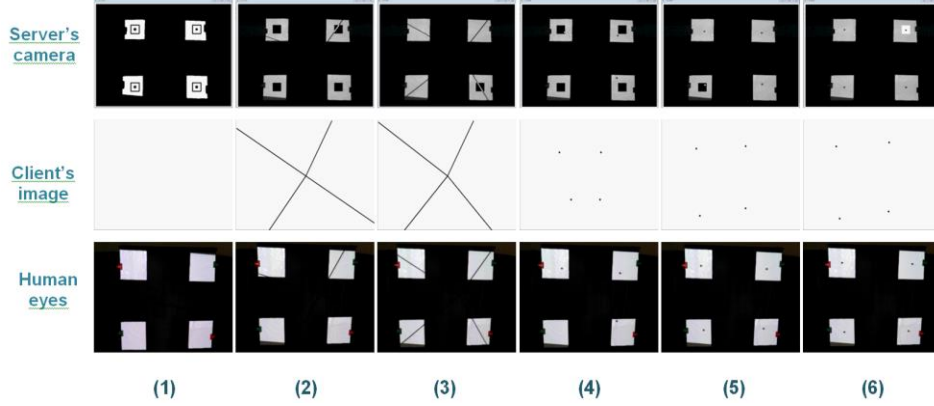 Server's
camera
Client's
image
Human
eyes
(1) (2) (3) (4) (5) (6)